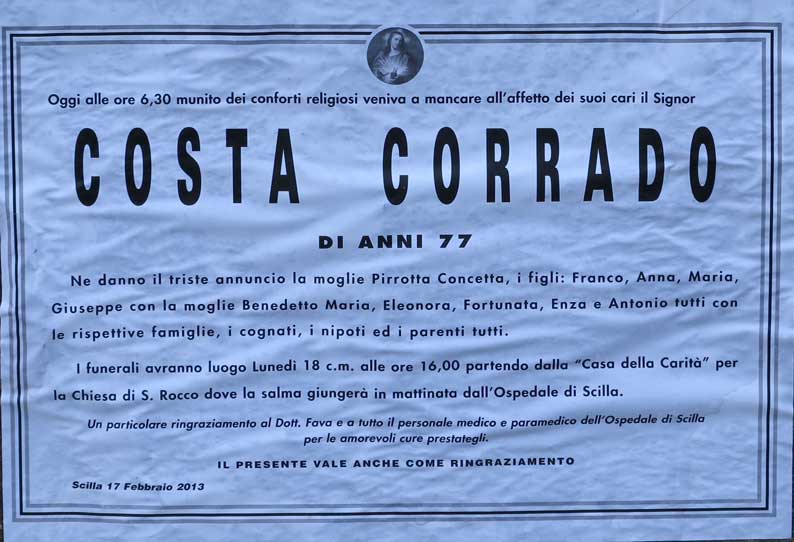 Oggi alle ore 6,30 munito dei conforti religiosi veniva a mancare all'affetto dei suoi cari il Signor
COSTA CORRADO
DI ANNI 77
Ne danno il triste annuncio la moglie Pirrotta Concetta, i figli: Franco, Anna, Maria,
Giuseppe con la moglie Benedetto Maria, Eleonora, Fortunata, Enza e Antonio tutti con
le rispettive famiglie, i cognati, i nipoti ed i parenti tutti.
I funerali avranno luogo Lunedì 18 c.m. alle ore 16,00 partendo dalla "Casa della Carità" per
la Chiesa di S. Rocco dove la salma giungerà in mattinata dall'Ospedale di Scilla.
Un particolare ringraziamento al Dott. Fava e a tutto il personale medico e paramedico dell'Ospedale di Scilla
per le amorevoli cure prestategli.
IL PRESENTE VALE ANCHE COME RINGRAZIAMENTO
Scilla 17 Febbraio 2013